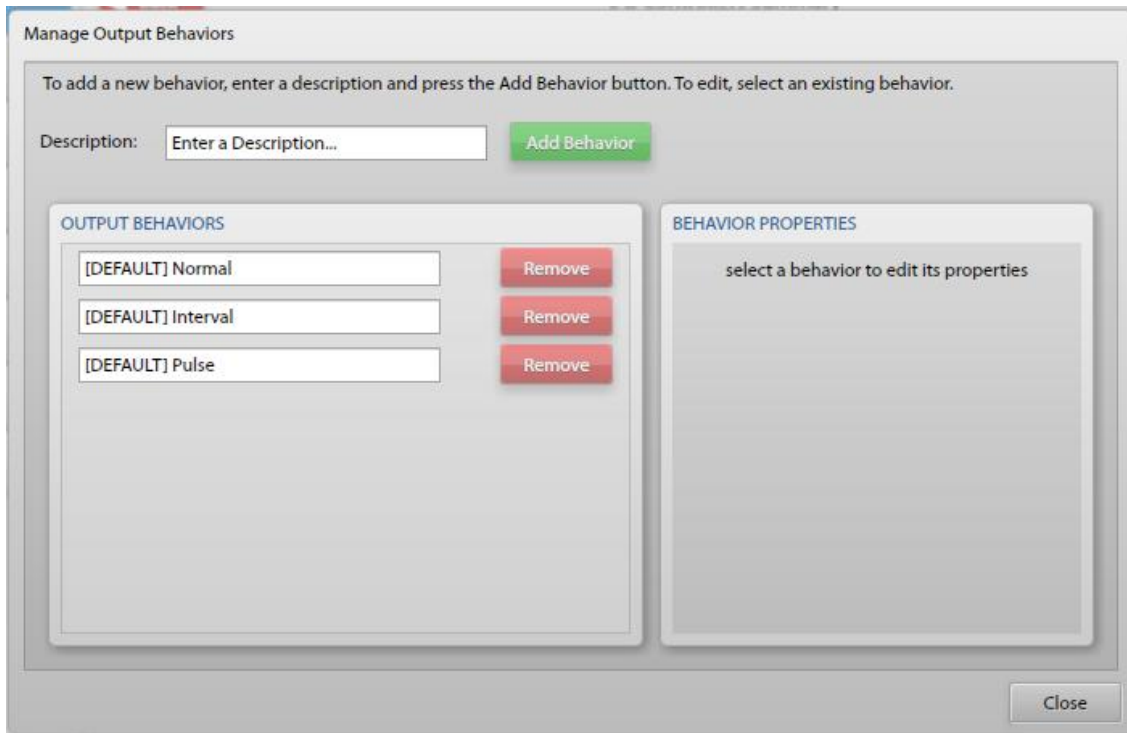 Manage Output Behaviors
To add a new behavior, enter a description and press the Add Behavior button. To edit, select an existing behavior.
Description: Enter a Description... Add Behavior
OUTPUT BEHAVIORS
[DEFAULT] Normal Remove
[DEFAULT] Interval Remove
[DEFAULT] Pulse Remove
BEHAVIOR PROPERTIES
select a behavior to edit its properties
Close